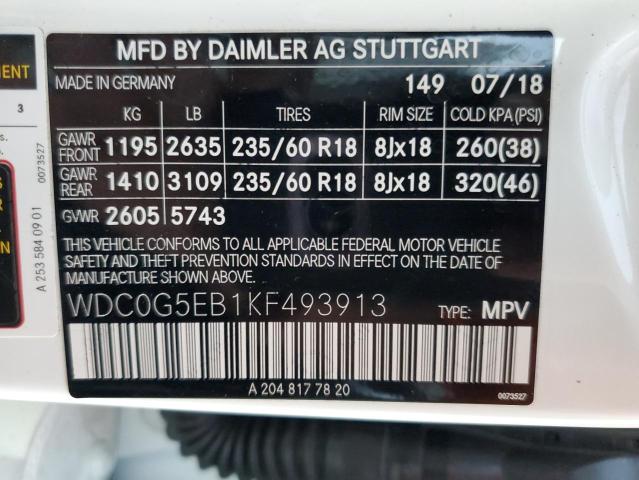 MFD BY DAIMLER AG STUTTGART
MADE IN GERMANY 149 07/18
KG LB TIRES RIM SIZE COLD KPA(PSI)
GAWR FRONT 1195 2635 235/60 R18 8Jx18 260(38)
GAWR REAR 1410 3109 235/60 R18 8Jx18 320(46)
GVWR 2605 5743
THIS VEHICLE CONFORMS TO ALL APPLICABLE FEDERAL MOTOR VEHICLE
SAFETY AND THEFT PREVENTION STANDARDS IN EFFECT ON THE DATE
OF MANUFACTURE SHOWN ABOVE.
WDC0G5EB1KF493913 TYPE: MPV
A 204 817 78 20 0073527
3
0073527
A 253 584 09 01